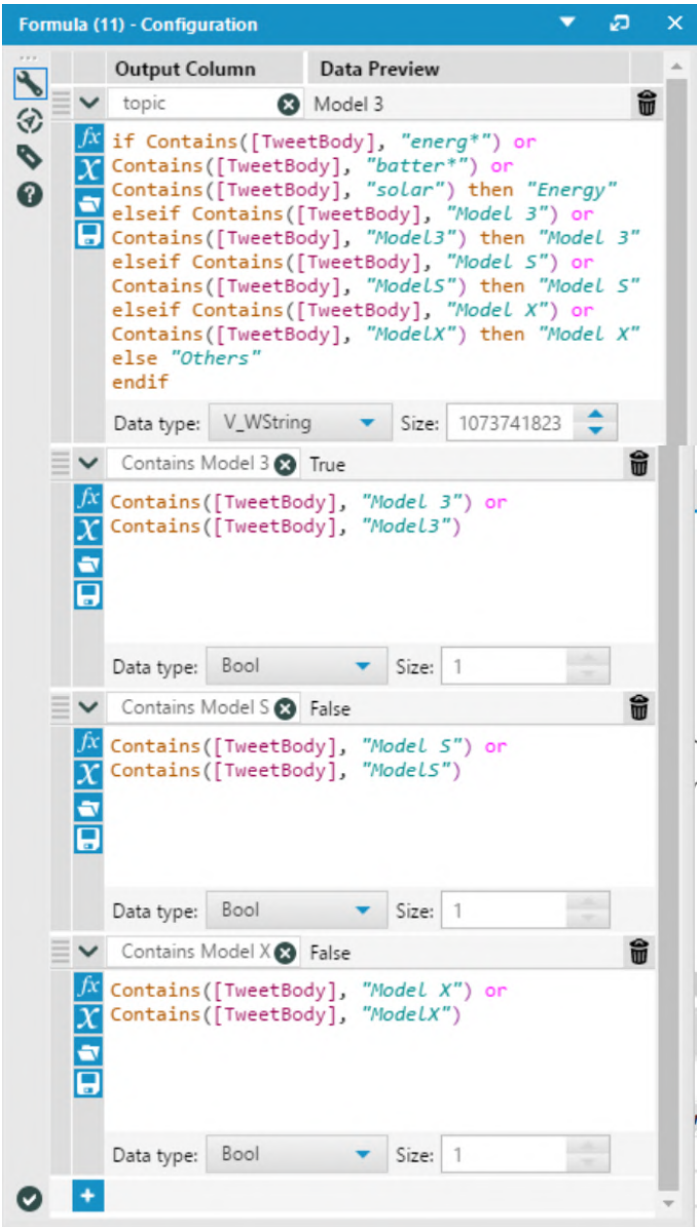 Formula (11) - Configuration
Output Column Data Preview
topic Model 3
if Contains([TweetBody], "energ*") or
Contains([TweetBody], "batter*") or
Contains([TweetBody], "solar") then "Energy"
elseif Contains([TweetBody], "Model 3") or
Contains([TweetBody], "Model3") then "Model 3"
elseif Contains([TweetBody], "Model S") or
Contains([TweetBody], "ModelS") then "Model S"
elseif Contains([TweetBody], "Model X") or
Contains([TweetBody], "ModelX") then "Model X"
else "Others"
endif
Data type: V_WString Size: 1073741823
Contains Model 3 True
Contains([TweetBody], "Model 3") or
Contains([TweetBody], "Model3")
Data type: Bool Size: 1
Contains Model S False
Contains([TweetBody], "Model S") or
Contains([TweetBody], "ModelS")
Data type: Bool Size: 1
Contains Model X False
Contains([TweetBody], "Model X") or
Contains([TweetBody], "ModelX")
Data type: Bool Size: 1